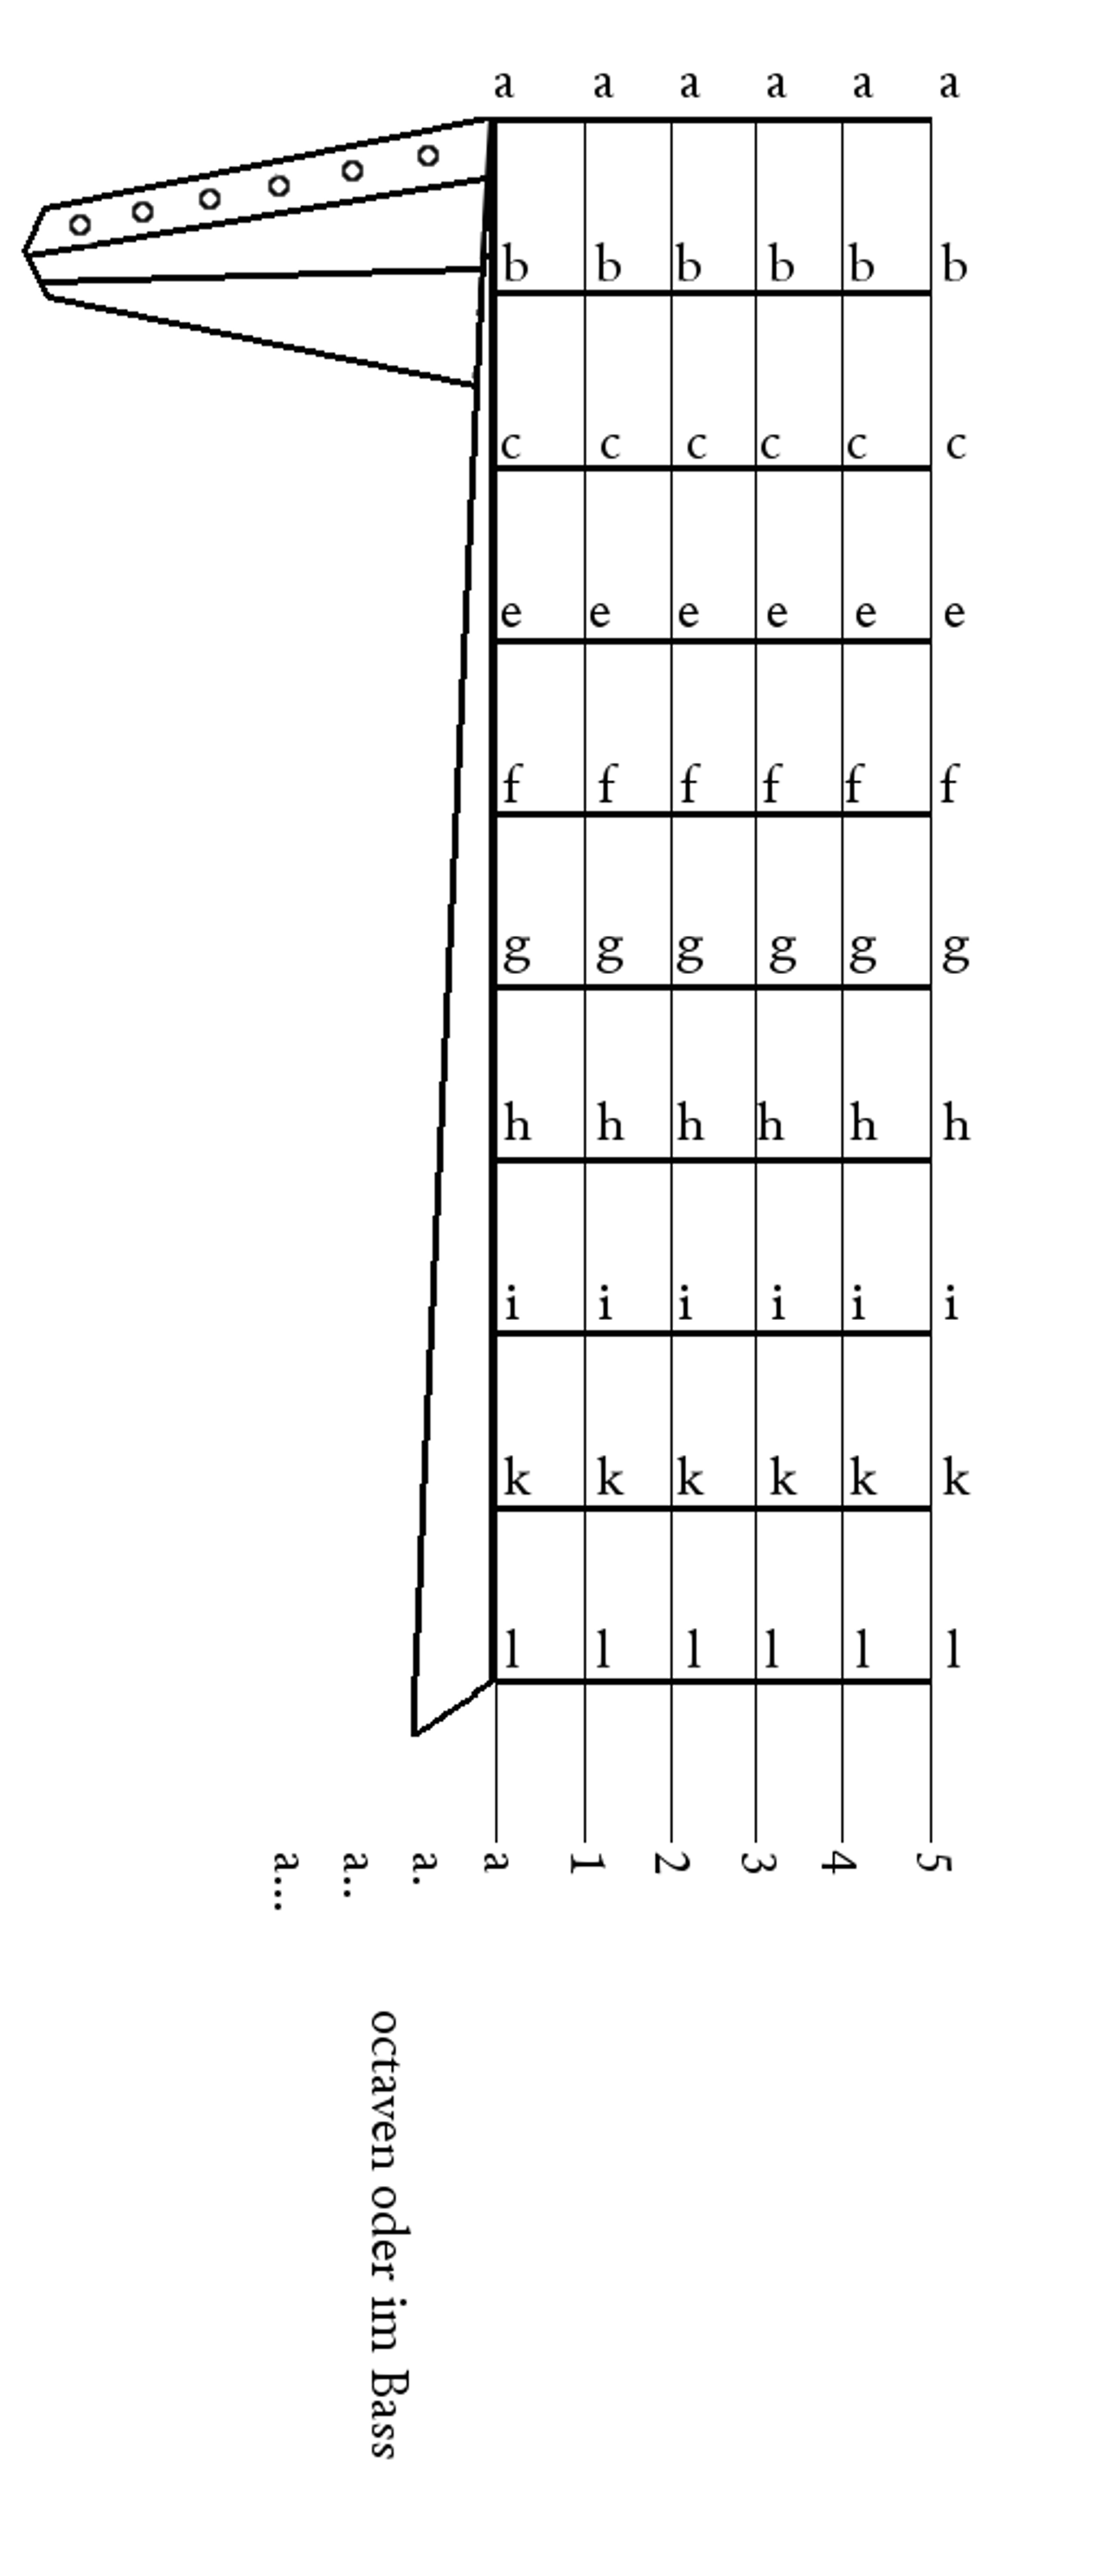 a a a a a a
b b b b b b
c c c c c c
e e e e e e
f f f f f f
g g g g g g
h h h h h h
i i i i i i
k k k k k k
l l l l l l
5
4
3
2
1
a
a.
a..
a...
octaven oder im Bass